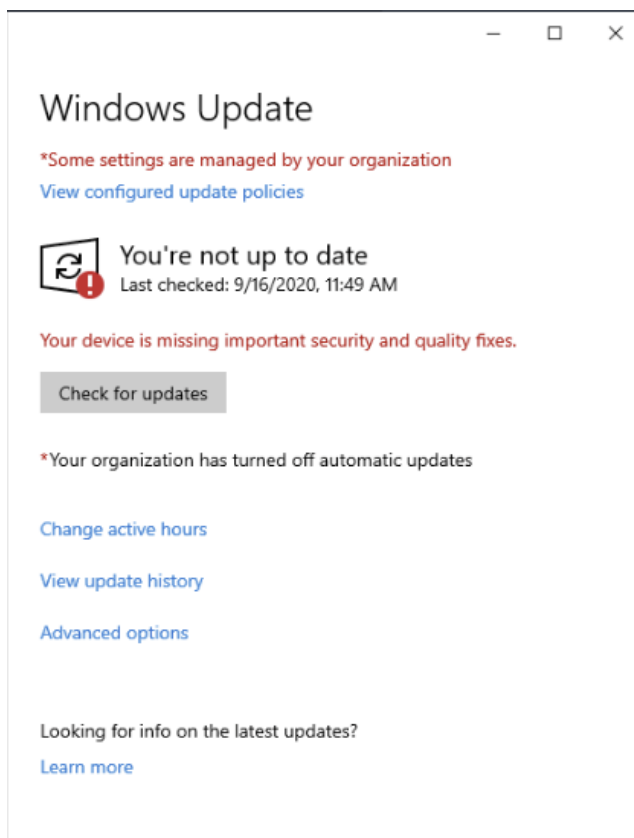 Windows Update
*Some settings are managed by your organization
View configured update policies
You're not up to date
Last checked: 9/16/2020, 11:49 AM
Your device is missing important security and quality fixes.
Check for updates
*Your organization has turned off automatic updates
Change active hours
View update history
Advanced options
Looking for info on the latest updates?
Learn more